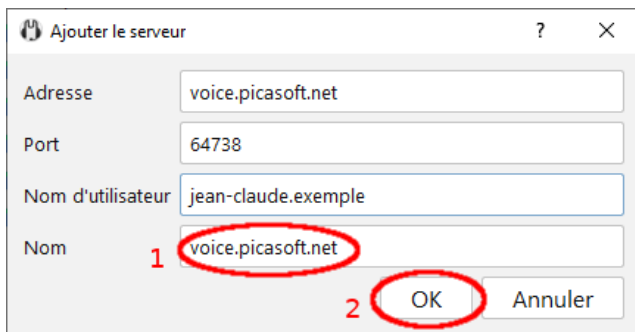 Ajouter le serveur ?
Adresse voice.picasoft.net
Port 64738
Nom d'utilisateur jean-claude.exemple
Nom 1 voice.picasoft.net
2 OK Annuler